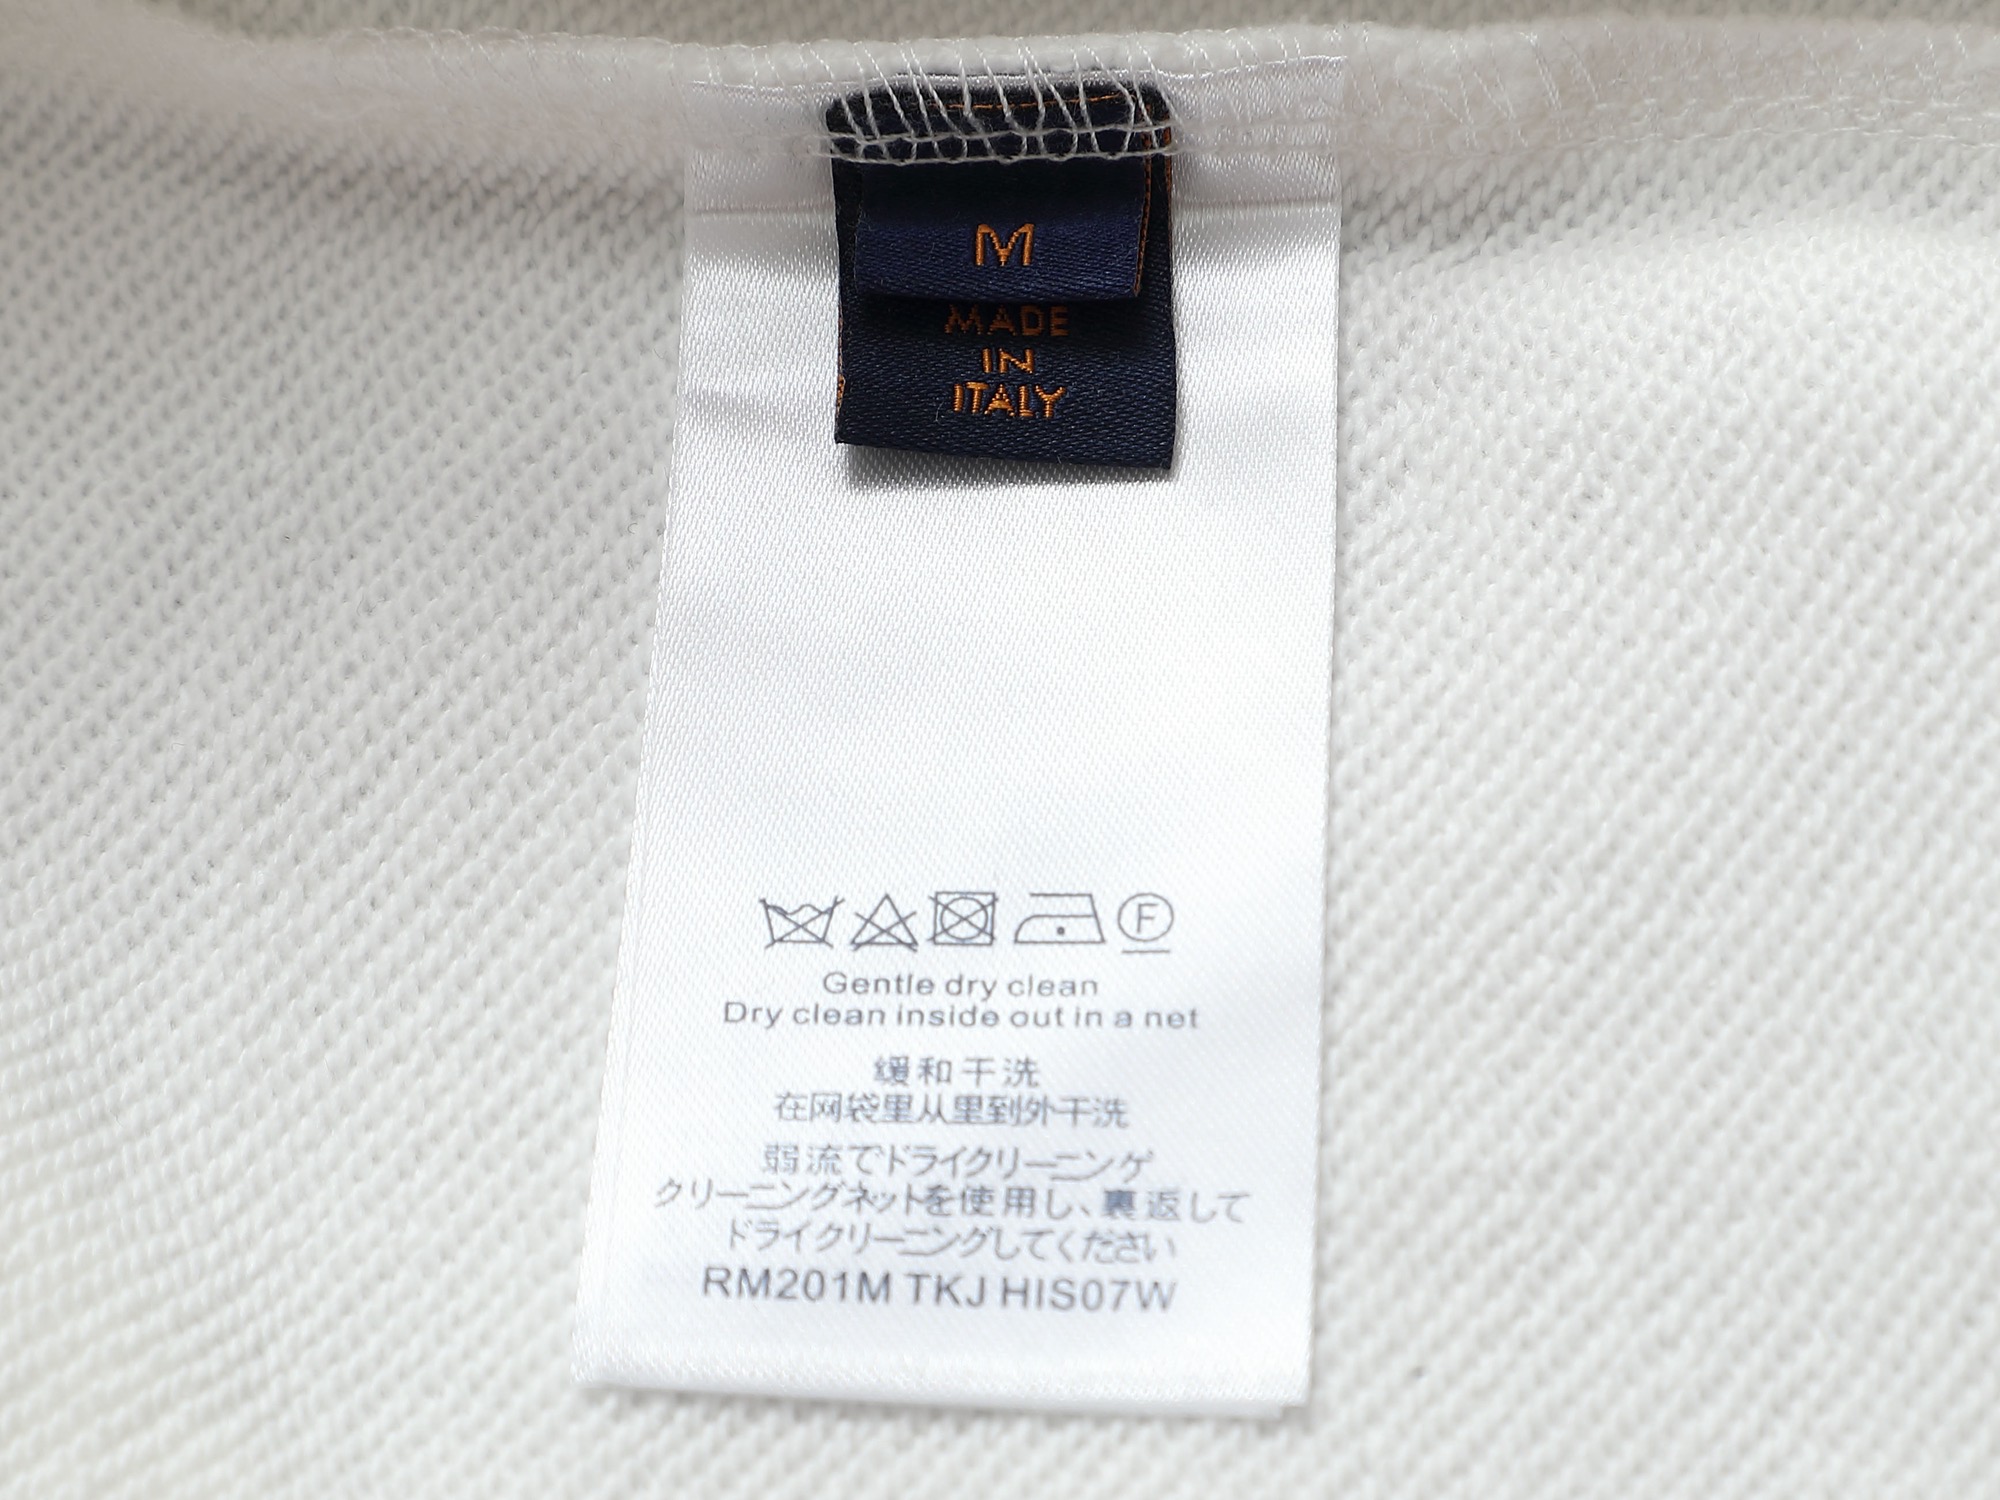 M
MADE
IN
ITALY
F
Gentle dry clean
Dry clean inside out in a net
缓和干洗
在网袋里从里到外干洗
弱流でドライクリーニンゲ
クリーニングネットを使用し、裏返して
ドライクリーニングしてください
RM201M TKJ HIS07W